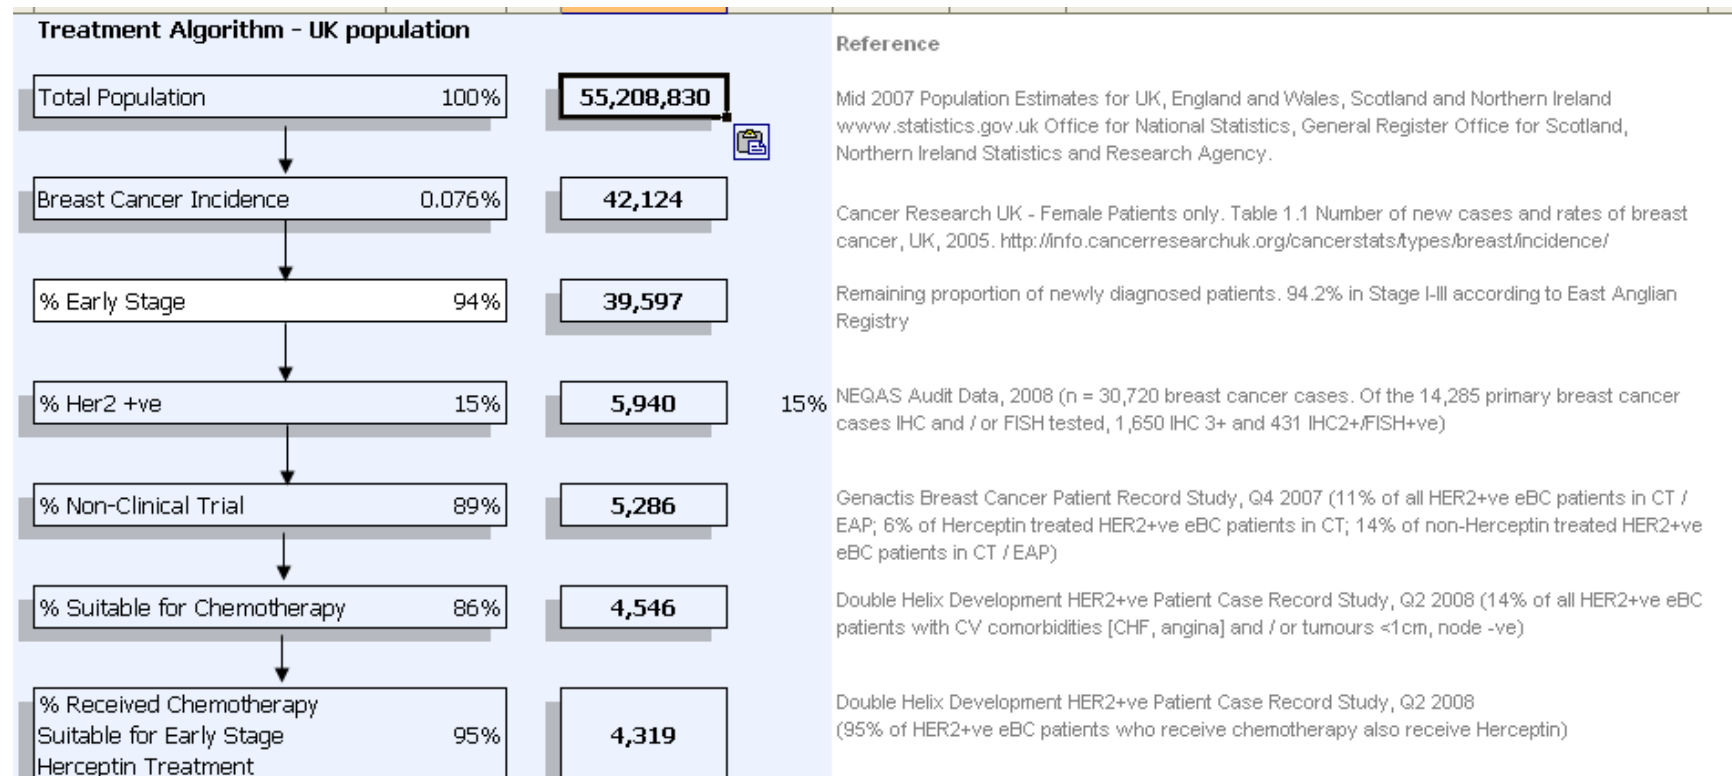 Treatment Algorithm - UK population
Reference
Total Population 100% 55,208,830
Mid 2007 Population Estimates for UK, England and Wales, Scotland and Northern Ireland
www.statistics.gov.uk Office for National Statistics, General Register Office for Scotland,
Northern Ireland Statistics and Research Agency.
Breast Cancer Incidence 0.076% 42,124
Cancer Research UK - Female Patients only. Table 1.1 Number of new cases and rates of breast
cancer, UK, 2005. http://info.cancerresearchuk.org/cancerstats/types/breast/incidence/
% Early Stage 94% 39,597
Remaining proportion of newly diagnosed patients. 94.2% in Stage I-III according to East Anglian
Registry
% Her2 +ve 15% 5,940 15%
NEQAS Audit Data, 2008 (n = 30,720 breast cancer cases. Of the 14,285 primary breast cancer
cases IHC and / or FISH tested, 1,650 IHC 3+ and 431 IHC2+/FISH+ve)
% Non-Clinical Trial 89% 5,286
Genactis Breast Cancer Patient Record Study, Q4 2007 (11% of all HER2+ve eBC patients in CT /
EAP; 6% of Herceptin treated HER2+ve eBC patients in CT; 14% of non-Herceptin treated HER2+ve
eBC patients in CT / EAP)
% Suitable for Chemotherapy 86% 4,546
Double Helix Development HER2+ve Patient Case Record Study, Q2 2008 (14% of all HER2+ve eBC
patients with CV comorbidities [CHF, angina] and / or tumours <1cm, node -ve)
% Received Chemotherapy
Suitable for Early Stage 95% 4,319
Herceptin Treatment
Double Helix Development HER2+ve Patient Case Record Study, Q2 2008
(95% of HER2+ve eBC patients who receive chemotherapy also receive Herceptin)